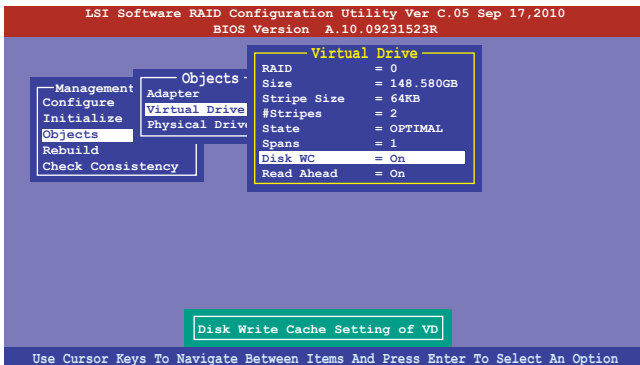 LSI Software RAID Configuration Utility Ver C.05 Sep 17,2010
BIOS Version A.10.09231523R
Management
Configure
Initialize
Objects
Rebuild
Check Consistency
Objects
Adapter
Virtual Drive
Physical Driv
Virtual Drive
RAID = 0
Size = 148.580GB
Stripe Size = 64KB
#Stripes = 2
State = OPTIMAL
Spans = 1
Disk WC = On
Read Ahead = On
Disk Write Cache Setting of VD
Use Cursor Keys To Navigate Between Items And Press Enter To Select An Option